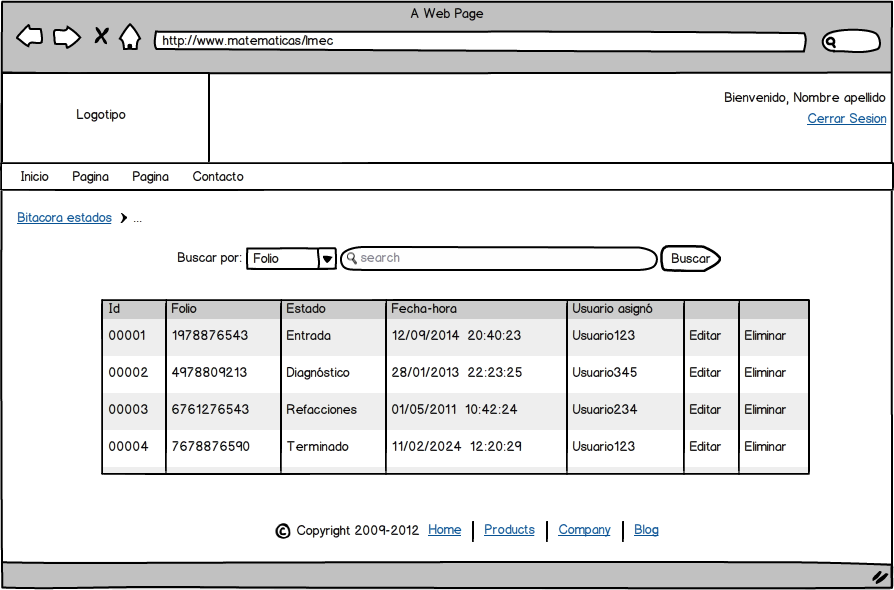 A Web Page
http://www.matematicas/lmec
Logotipo
Bienvenido, Nombre apellido
Cerrar Sesion
Inicio Pagina Pagina Contacto
Bitacora estados > ...
Buscar por: Folio search Buscar
Id Folio Estado Fecha-hora Usuario asignó
00001 1978876543 Entrada 12/09/2014 20:40:23 Usuario123 Editar Eliminar
00002 4978809213 Diagnóstico 28/01/2013 22:23:25 Usuario345 Editar Eliminar
00003 6761276543 Refacciones 01/05/2011 10:42:24 Usuario234 Editar Eliminar
00004 7678876590 Terminado 11/02/2024 12:20:29 Usuario123 Editar Eliminar
© Copyright 2009-2012 Home | Products | Company | Blog